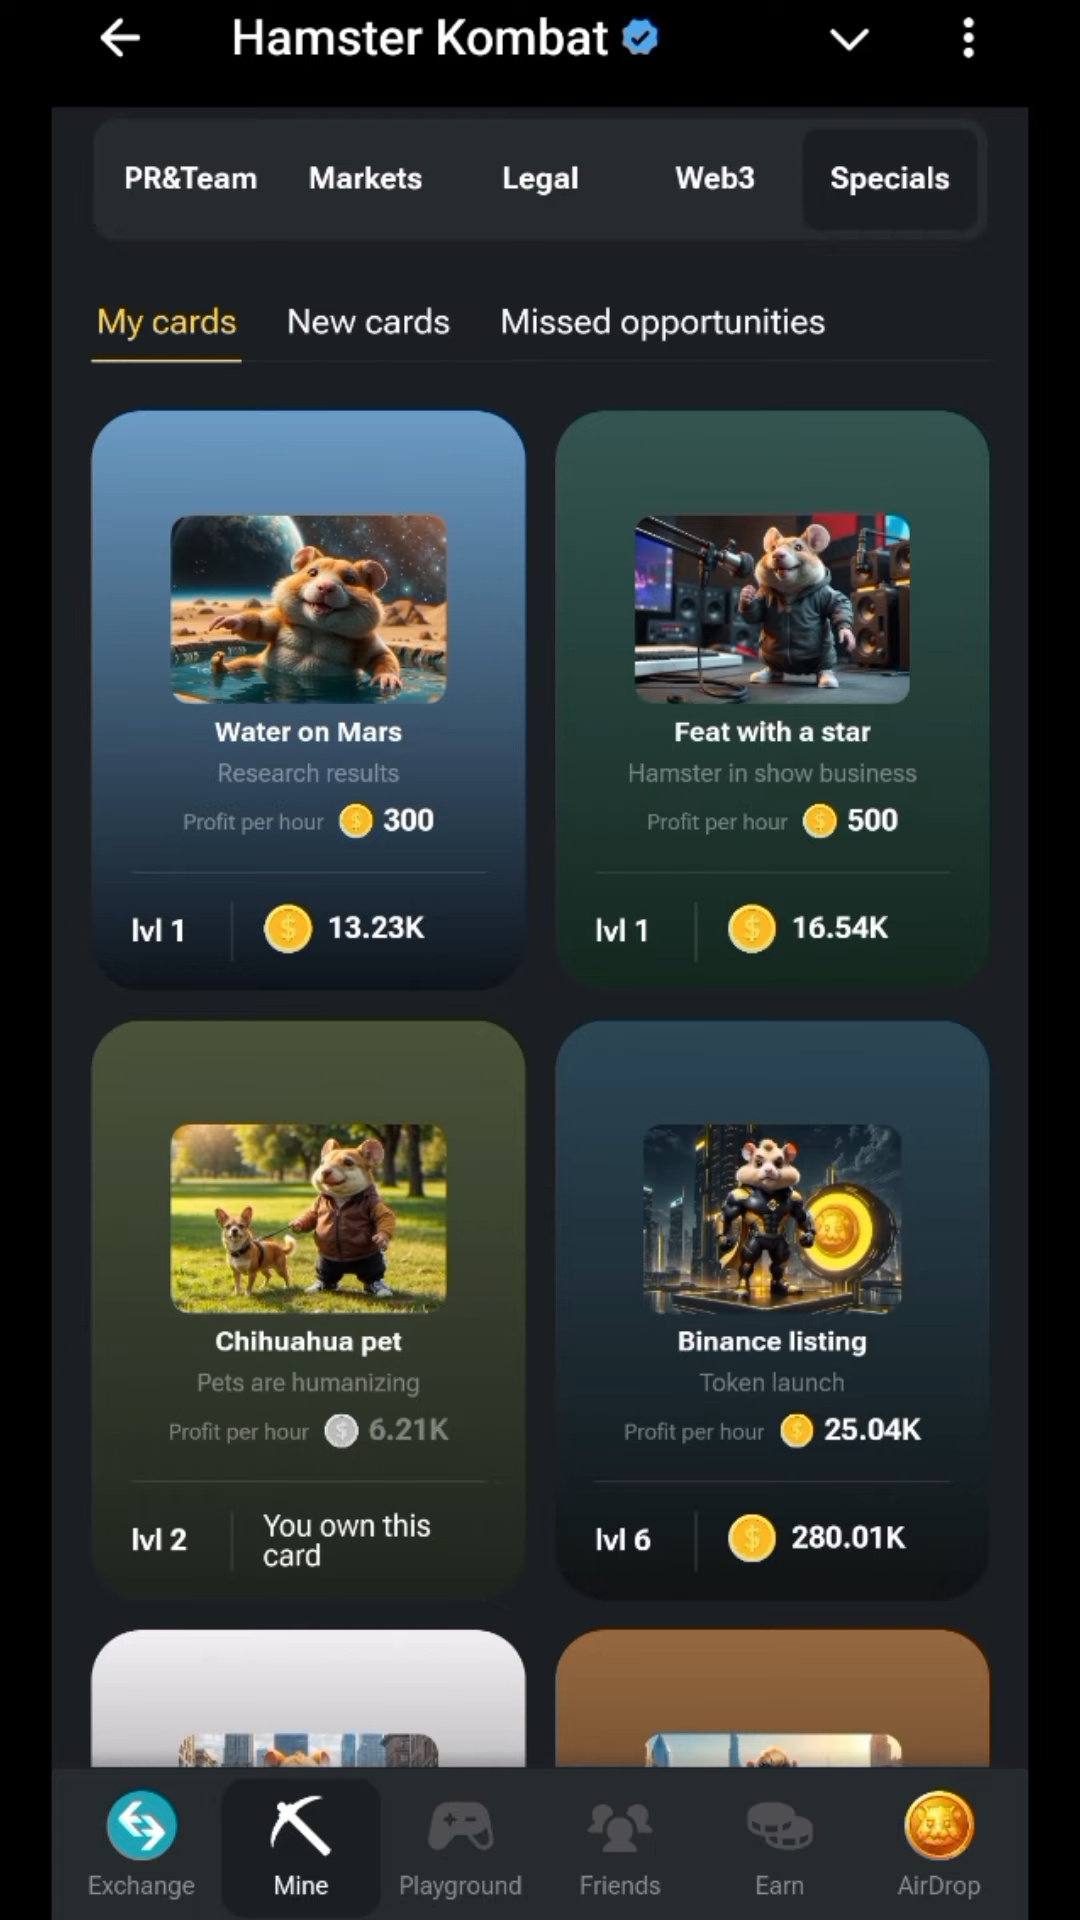 Hamster Kombat
PR&Team Markets Legal Web3 Specials
My cards New cards Missed opportunities
Water on Mars
Research results
Profit per hour 300
lvl 1 13.23K
Feat with a star
Hamster in show business
Profit per hour 500
lvl 1 16.54K
Chihuahua pet
Pets are humanizing
Profit per hour 6.21K
lvl 2 You own this
card
Binance listing
Token launch
Profit per hour 25.04K
lvl 6 280.01K
Exchange Mine Playground Friends Earn AirDrop